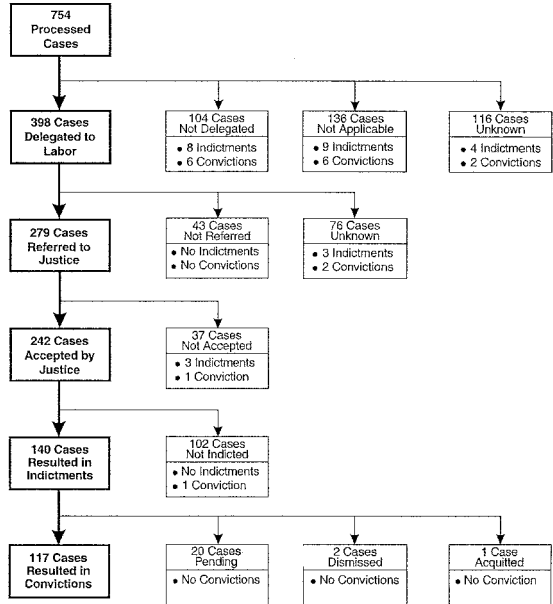 754
Processed
Cases
398 Cases
Delegated to
Labor
104 Cases
Not Delegated
• 8 Indictments
• 6 Convictions
136 Cases
Not Applicable
• 9 Indictments
• 6 Convictions
116 Cases
Unknown
• 4 Indictments
• 2 Convictions
279 Cases
Referred to
Justice
43 Cases
Not Referred
• No Indictments
• No Convictions
76 Cases
Unknown
• 3 Indictments
• 2 Convictions
242 Cases
Accepted by
Justice
37 Cases
Not Accepted
• 3 Indictments
• 1 Conviction
140 Cases
Resulted in
Indictments
102 Cases
Not Indicted
• No Indictments
• 1 Conviction
117 Cases
Resulted in
Convictions
20 Cases
Pending
• No Convictions
2 Cases
Dismissed
• No Convictions
1 Case
Acquitted
• No Conviction